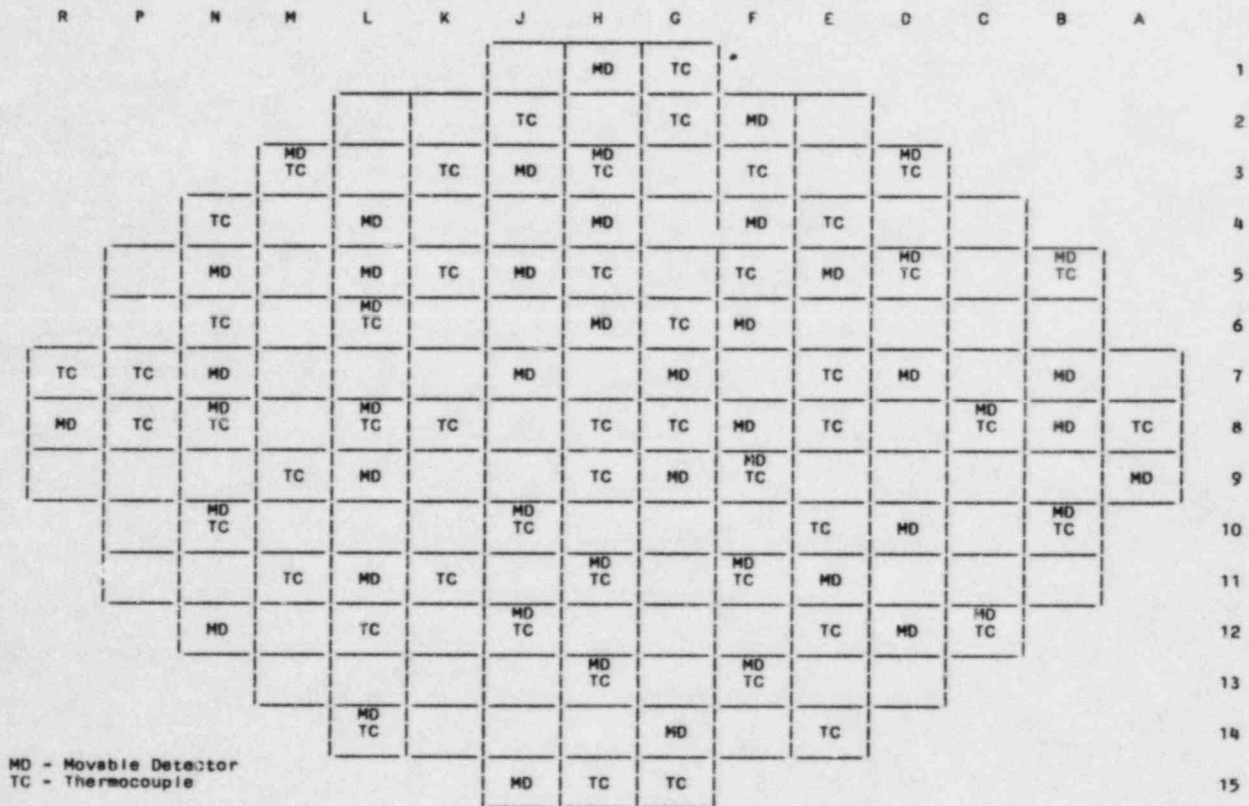 R P N M L K J H G F E D C B A
MD TC 1
TC TC MD 2
MD MD MD
TC TC MD TC TC TC 3
TC MD MD MD TC 4
MD MD
MD MD TC MD TC TC MD TC TC 5
MD
TC TC MD TC MD 6
TC TC MD MD MD TC MD MD 7
MD MD MD
MD TC TC TC TC TC TC MD TC TC MD TC 8
MD
TC MD TC MD TC MD 9
MD MD MD
TC TC TC MD TC 10
MD MD
TC MD TC TC TC MD 11
MD MD
MD TC TC TC MD TC 12
MD MD
TC TC 13
MD
TC MD TC 14
MD - Movable Detector
TC - Thermocouple
MD TC TC 15